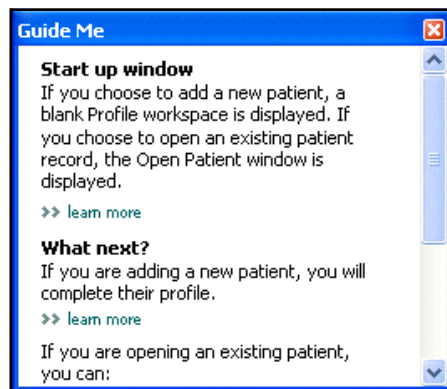 Guide Me
Start up window
If you choose to add a new patient, a
blank Profile workspace is displayed. If
you choose to open an existing patient
record, the Open Patient window is
displayed.
>> learn more
What next?
If you are adding a new patient, you will
complete their profile.
>> learn more
If you are opening an existing patient,
you can: